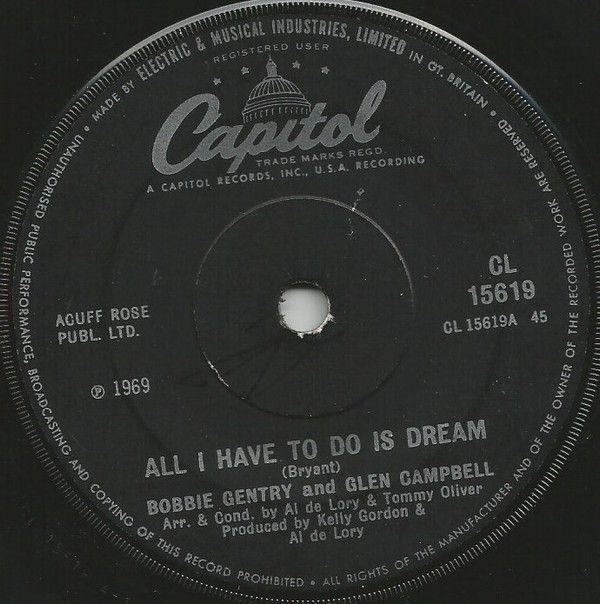 MADE BY ELECTRIC & MUSICAL INDUSTRIES, LIMITED IN GT. BRITAIN • ALL RIGHTS OF THE MANUFACTURER AND OF THE OWNER OF THE RECORDED WORK ARE RESERVED •
UNAUTHORISED PUBLIC PERFORMANCE, BROADCASTING AND COPYING OF THIS RECORD PROHIBITED •
REGISTERED USER
Capitol
TRADE MARKS REGD.
A CAPITOL RECORDS, INC., U.S.A. RECORDING
CL
15619
CL 15619A 45
ACUFF ROSE
PUBL. LTD.
℗ 1969
ALL I HAVE TO DO IS DREAM
(Bryant)
BOBBIE GENTRY and GLEN CAMPBELL
Arr. & Cond. by Al de Lory & Tommy Oliver
Produced by Kelly Gordon &
Al de Lory